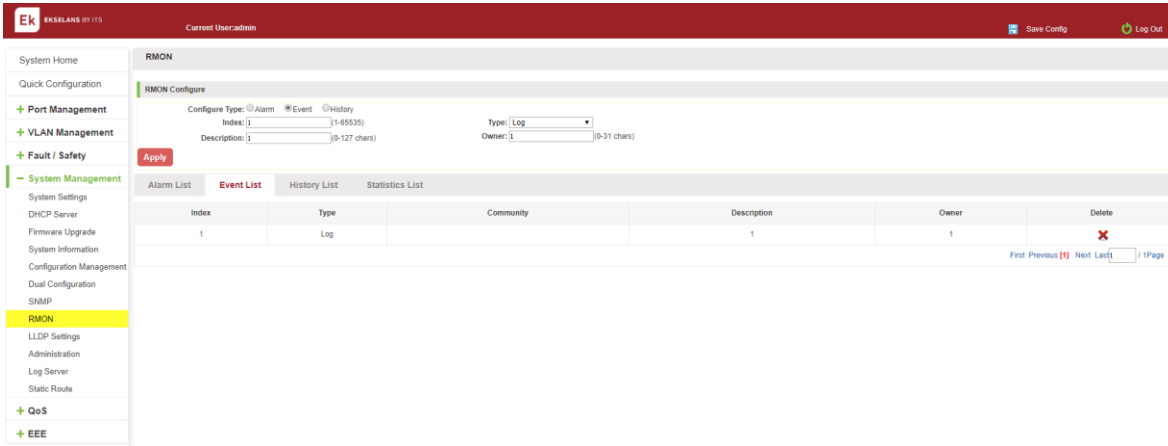 Ek EKSELANS BY ITS
Current User:admin
Save Config
Log Out
System Home
Quick Configuration
Port Management
VLAN Management
Fault / Safety
System Management
System Settings
DHCP Server
Firmware Upgrade
System Information
Configuration Management
Dual Configuration
SNMP
RMON
LLDP Settings
Administration
Log Server
Static Route
QoS
EEE
RMON
RMON Configure
Configure Type: Alarm Event History
Index: 1 (1-65535) Type: Log
Description: 1 (0-127 chars) Owner: 1 (0-31 chars)
Apply
Alarm List Event List History List Statistics List
Index Type Community Description Owner Delete
1 Log 1 1
First Previous [1] Next Last 1 / 1Page